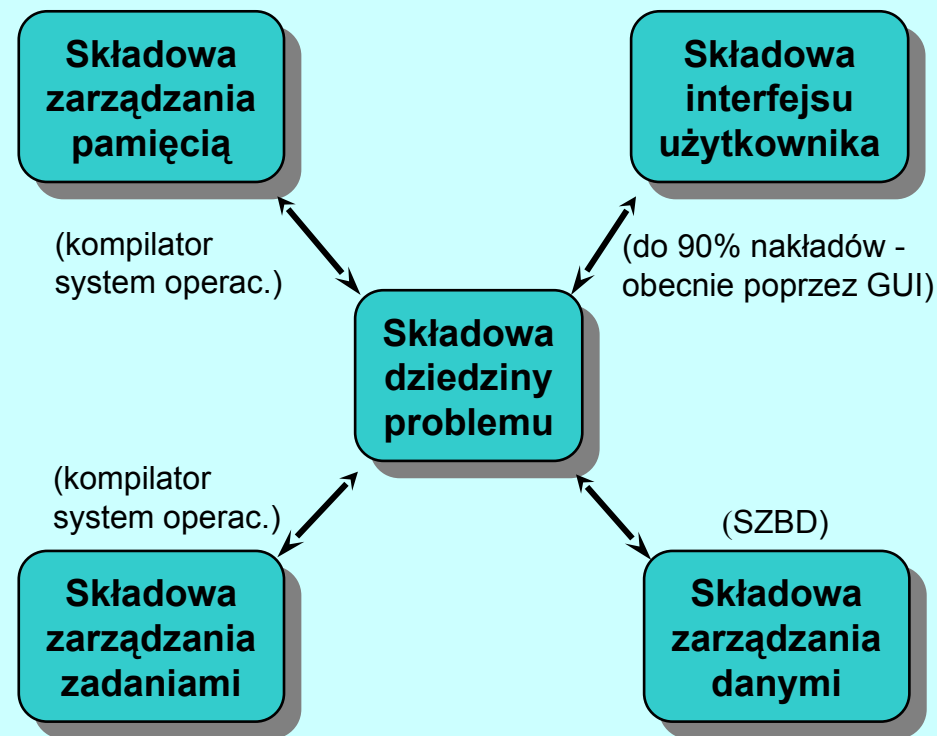 Składowa
zarządzania
pamięcią
Składowa
interfejsu
użytkownika
(kompilator
system operac.)
(do 90% nakładów -
obecnie poprzez GUI)
Składowa
dziedziny
problemu
(kompilator
system operac.)
(SZBD)
Składowa
zarządzania
zadaniami
Składowa
zarządzania
danymi